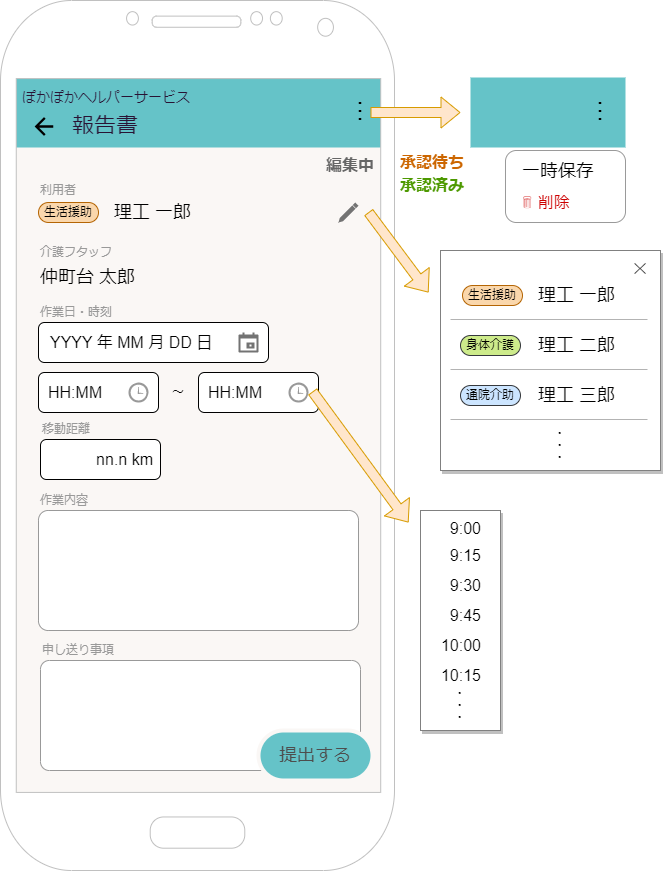 ぽかぽかヘルパーサービス
報告書
編集中
承認待ち
承認済み
一時保存
削除
利用者
生活援助 理工 一郎
介護フタッフ
仲町台 太郎
作業日・時刻
YYYY 年 MM 月 DD 日
HH:MM ～ HH:MM
移動距離
nn.n km
作業内容
申し送り事項
提出する
生活援助 理工 一郎
身体介護 理工 二郎
通院介助 理工 三郎
9:00
9:15
9:30
9:45
10:00
10:15